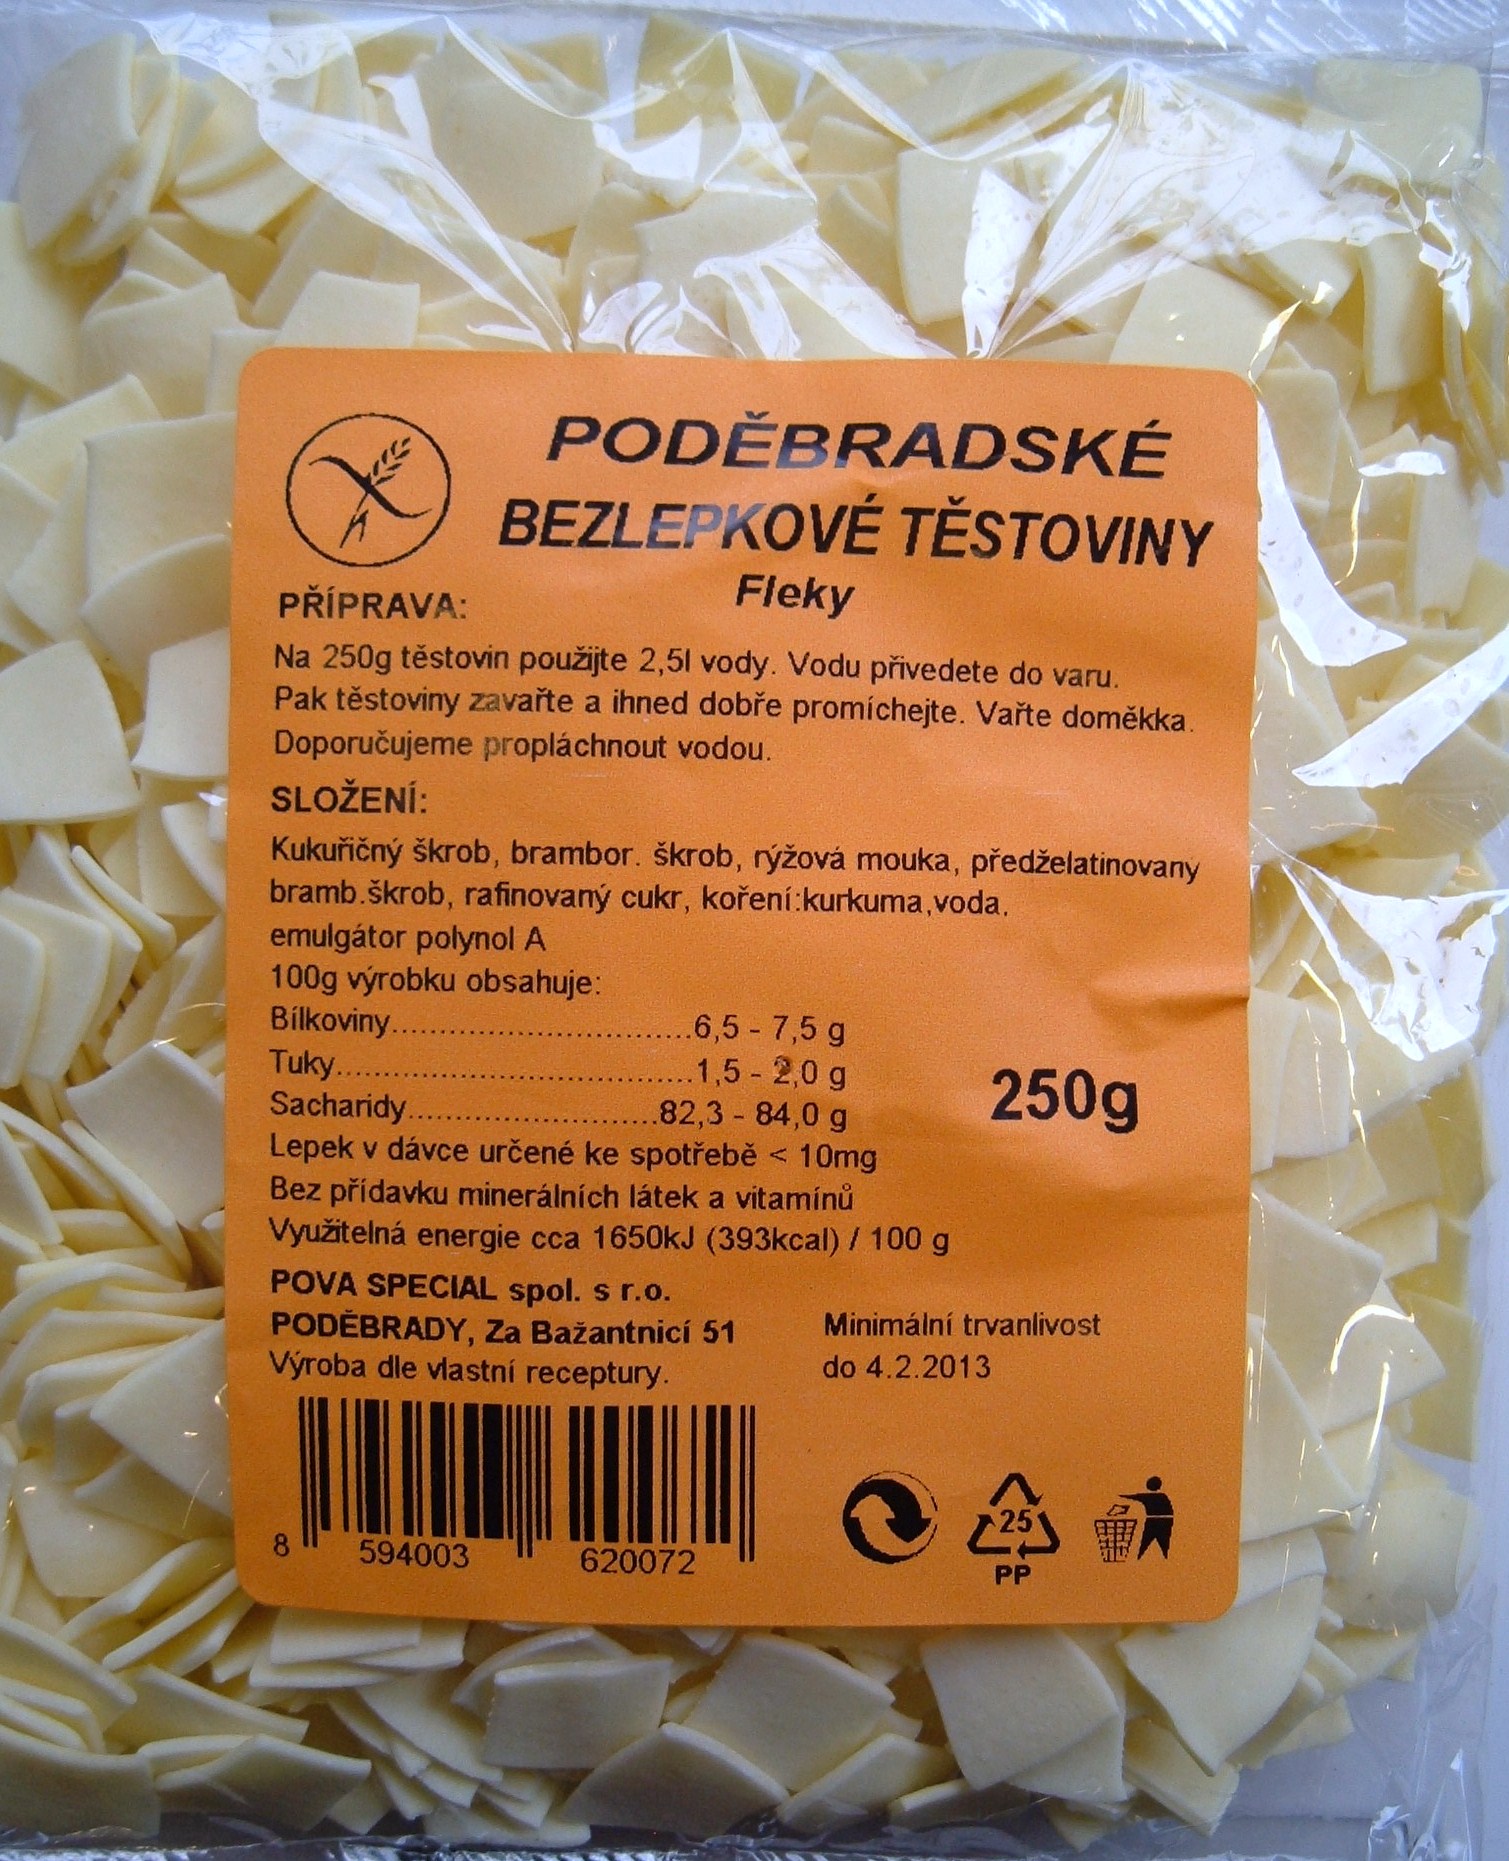 PODĚBRADSKÉ
BEZLEPKOVÉ TĚSTOVINY
Fleky
PŘÍPRAVA:
Na 250g těstovin použijte 2,5l vody. Vodu přivedete do varu.
Pak těstoviny zavařte a ihned dobře promíchejte. Vařte doměkka.
Doporučujeme propláchnout vodou.
SLOŽENÍ:
Kukuřičný škrob, brambor. škrob, rýžová mouka, předželatinovaný
bramb.škrob, rafinovaný cukr, koření:kurkuma,voda,
emulgátor polynol A
100g výrobku obsahuje:
Bílkoviny...........................6,5 - 7,5 g
Tuky................................1,5 - 2,0 g
Sacharidy......................82,3 - 84,0 g
250g
Lepek v dávce určené ke spotřebě < 10mg
Bez přídavku minerálních látek a vitamínů
Využitelná energie cca 1650kJ (393kcal) / 100 g
POVA SPECIAL spol. s r.o.
PODĚBRADY, Za Bažantnicí 51
Výroba dle vlastní receptury.
Minimální trvanlivost
do 4.2.2013
8 594003 620072
25
PP